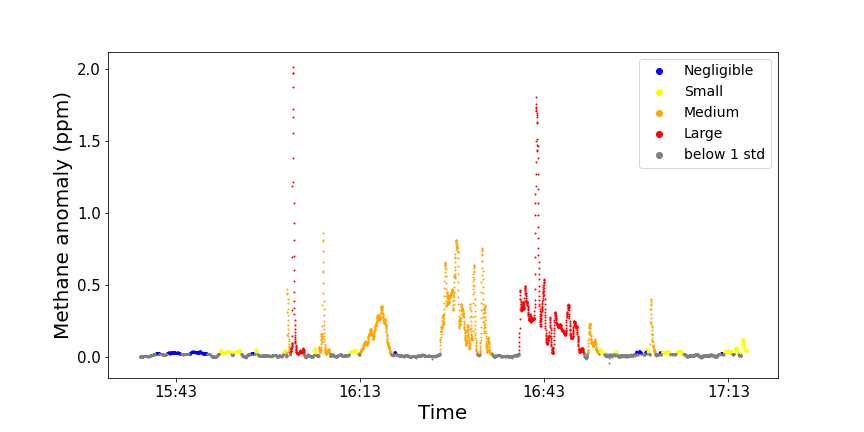 Methane anomaly (ppm)
2.0
1.5
1.0
0.5
0.0
Negligible
Small
Medium
Large
below 1 std
15:43
16:13
16:43
17:13
Time